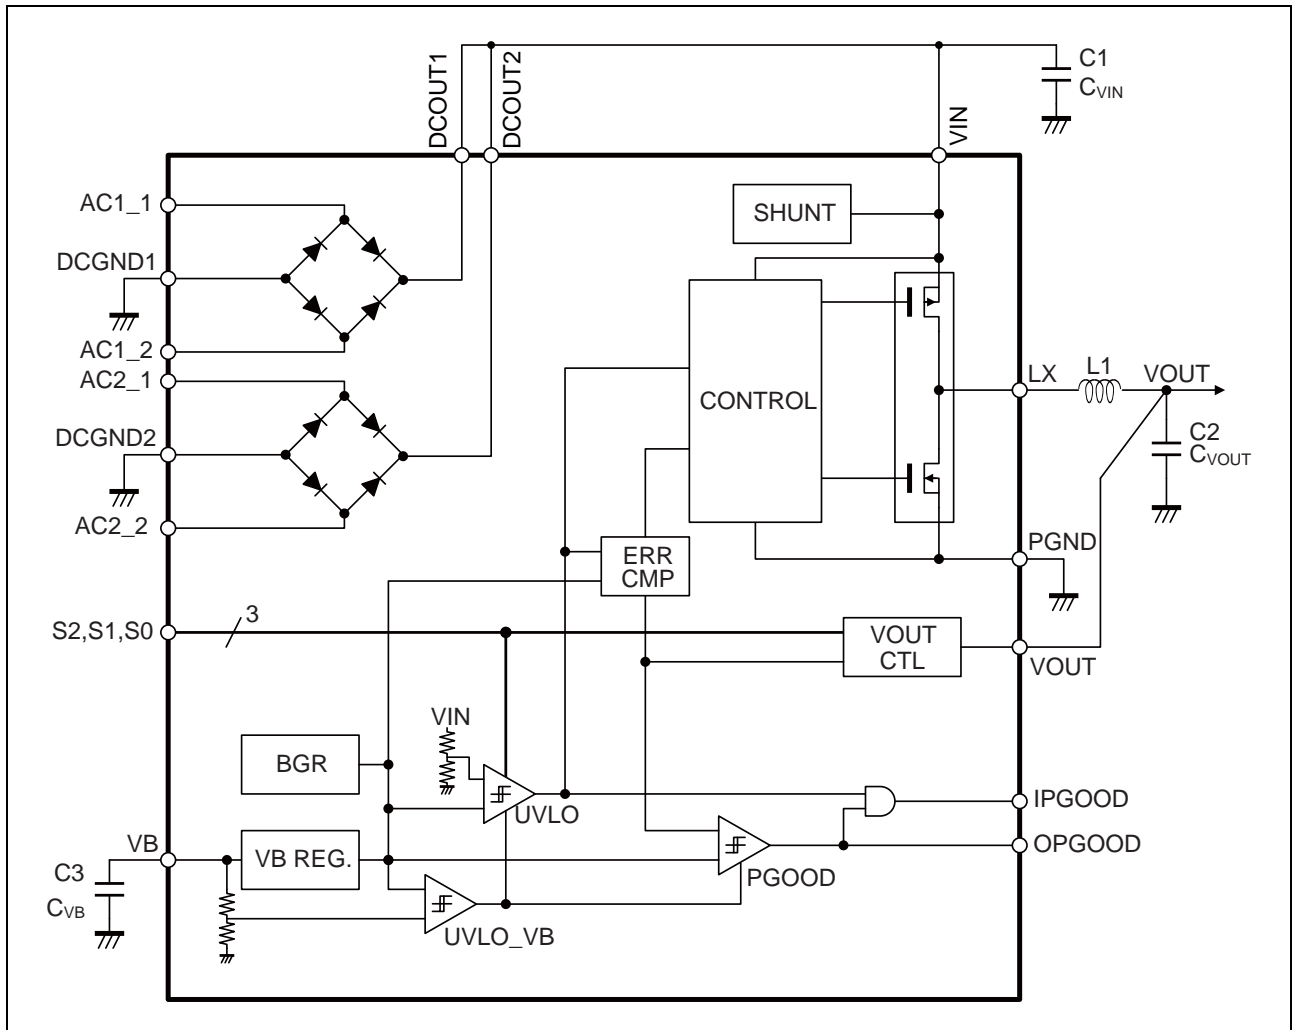 DCOUT1
DCOUT2
VIN
C1
CVIN
AC1_1
SHUNT
DCGND1
AC1_2
AC2_1
CONTROL
LX
L1
VOUT
DCGND2
C2
CVOUT
AC2_2
PGND
ERR
CMP
S2,S1,S0
3
VOUT
CTL
VOUT
VIN
BGR
UVLO
IPGOOD
VB
VB REG.
OPGOOD
PGOOD
C3
CVB
UVLO_VB